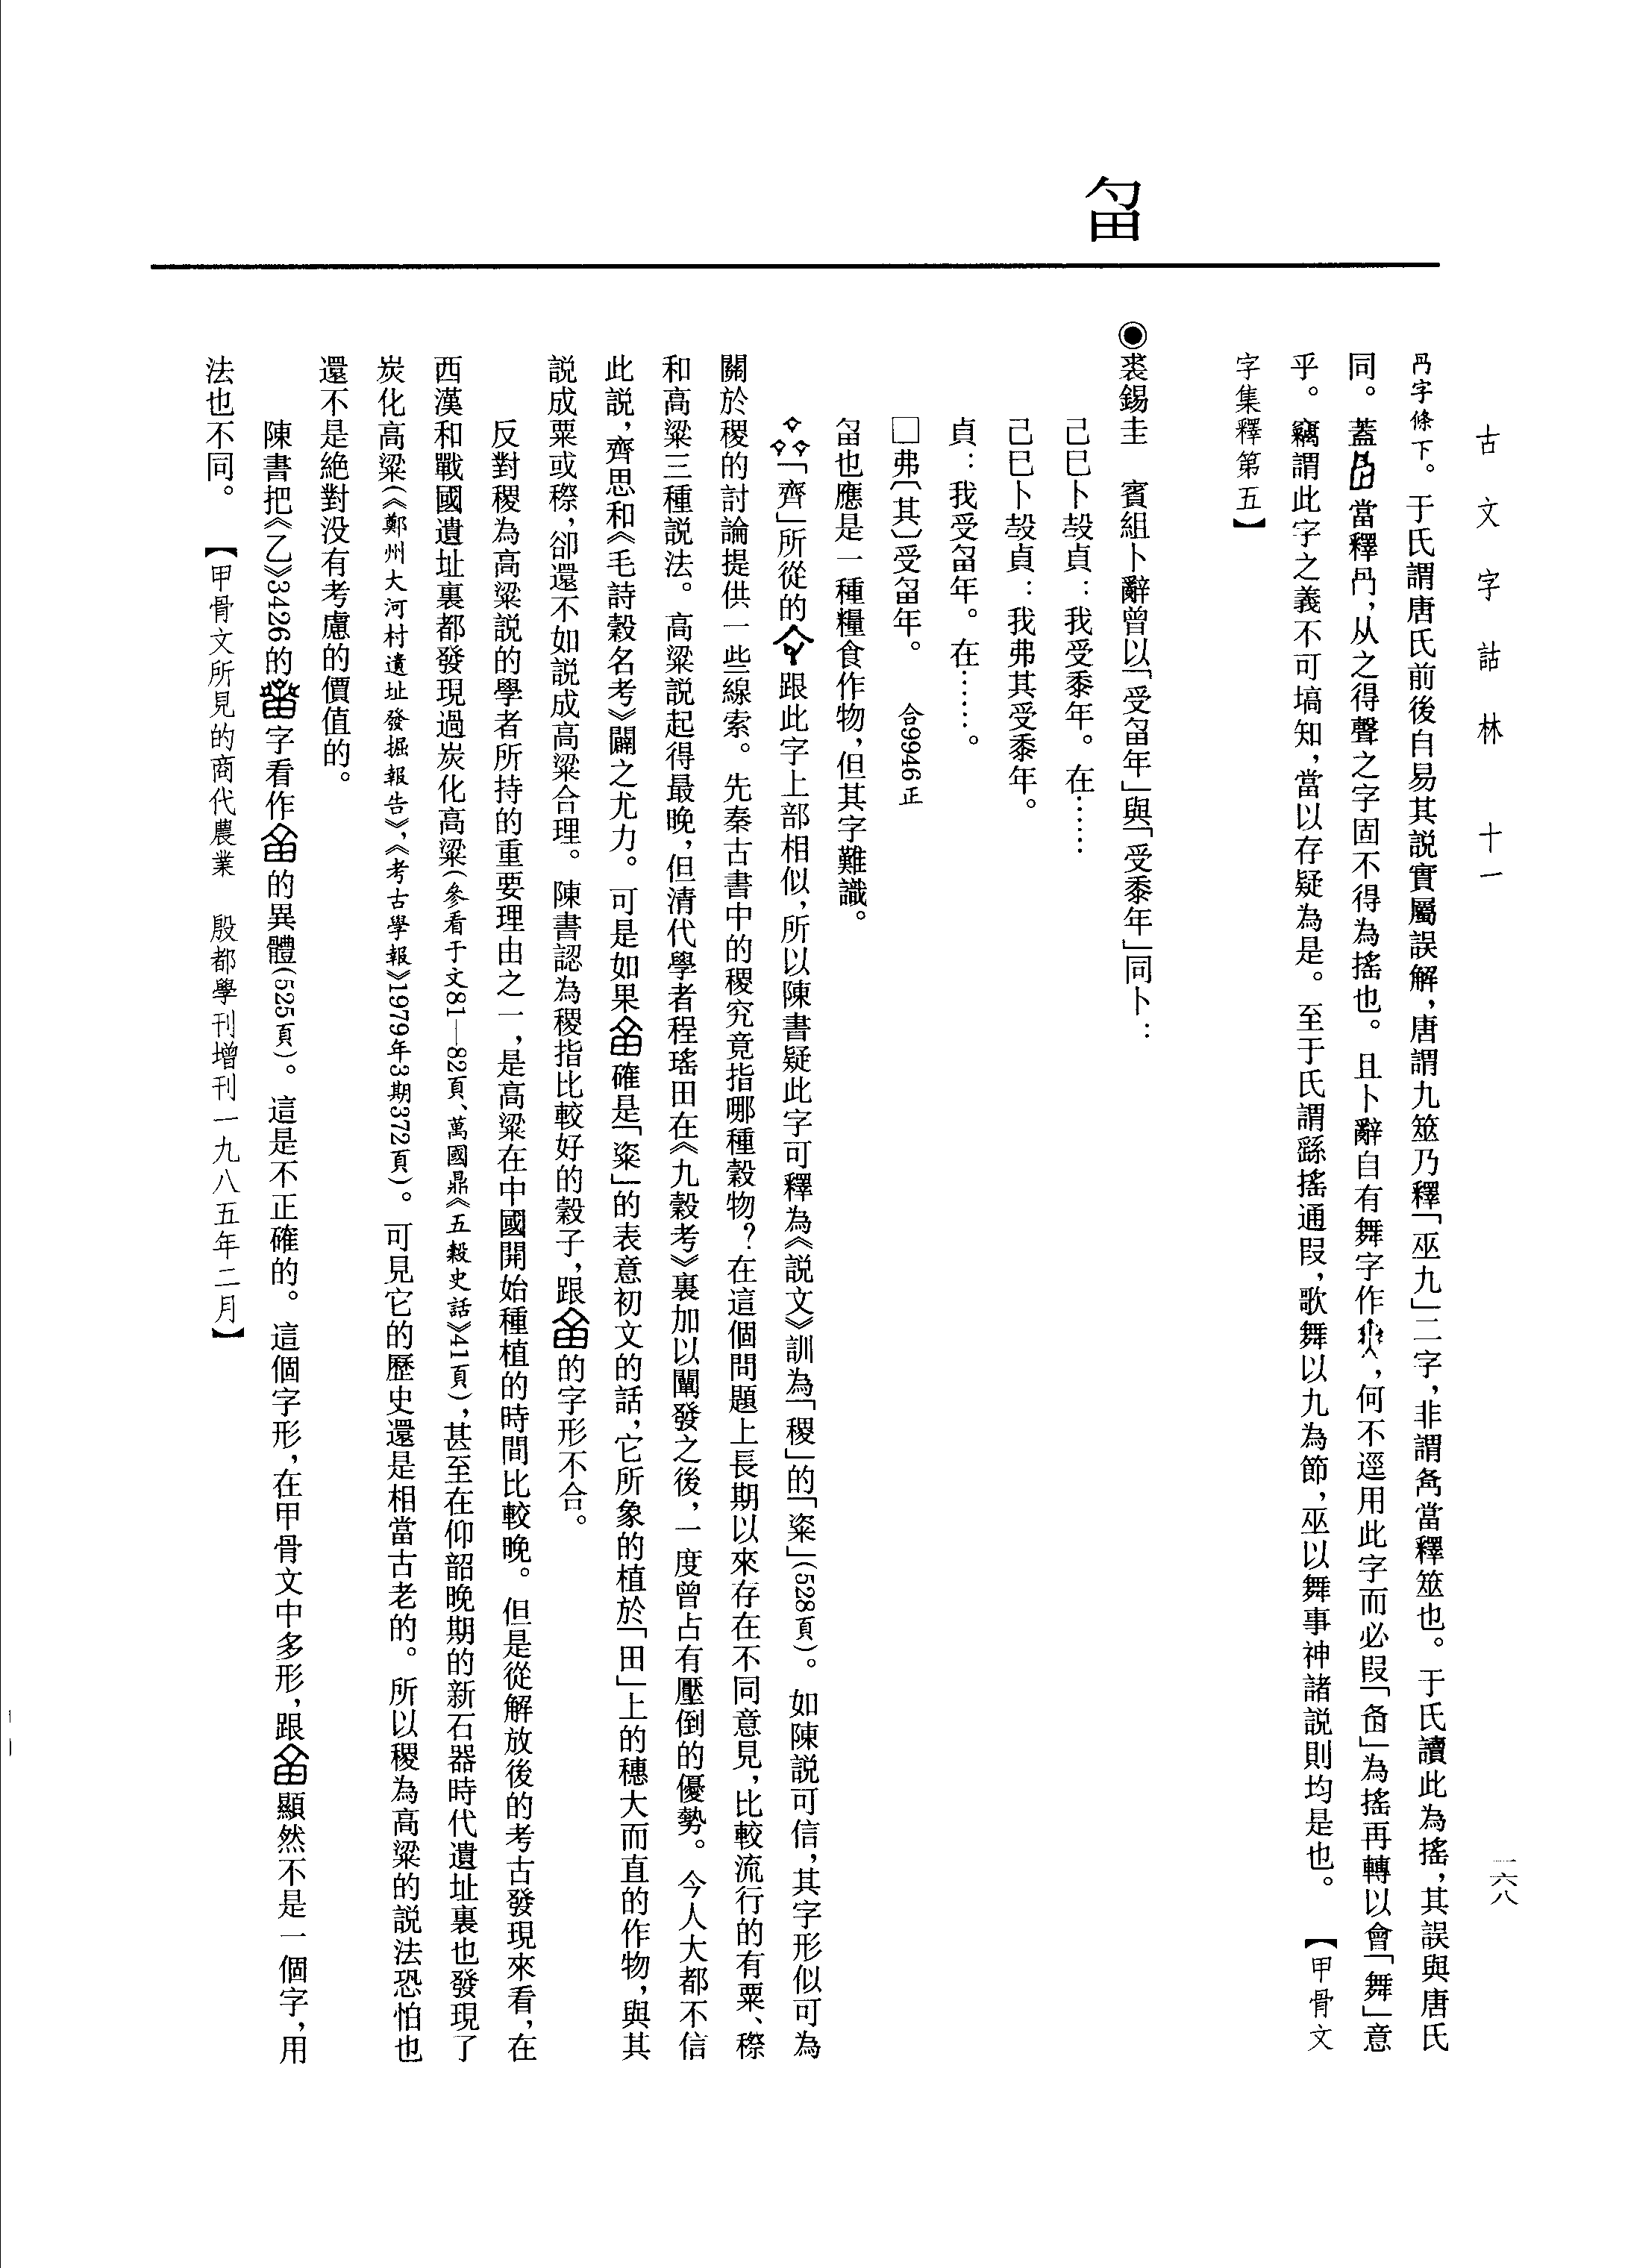 古文字詁林　十一
一六八
字條下。于氏謂唐氏前後自易其説實屬誤解，唐謂九筮乃釋「巫九」二字，非謂當釋筮也。于氏讀此為搖，其誤與唐氏
同。蓋當釋，从之得聲之字固不得為搖也。且卜辭自有舞字作，何不逕用此字而必叚「」為搖再轉以會「舞」意
乎。竊謂此字之義不可塙知，當以存疑為是。至于氏謂繇搖通叚，歌舞以九為節，巫以舞事神諸説則均是也。　【甲骨文
字集釋第五】
◉裘錫圭　賓組卜辭曾以「受年」與「受黍年」同卜：
己巳卜㱿貞：我受黍年。在……
己巳卜㱿貞：我弗其受黍年。
貞：我受年。在……。
□弗〔其〕受年。　合9946正
也應是一種糧食作物，但其字難識。
「齊」所從的跟此字上部相似，所以陳書疑此字可釋為《説文》訓為「稷」的「粢」（528頁）。如陳説可信，其字形似可為
關於稷的討論提供一些線索。先秦古書中的稷究竟指哪種穀物？在這個問題上長期以來存在不同意見，比較流行的有粟、穄
和高粱三種説法。高粱説起得最晚，但清代學者程瑤田在《九穀考》裏加以闡發之後，一度曾占有壓倒的優勢。今人大都不信
此説，齊思和《毛詩穀名考》闢之尤力。可是如果確是「粢」的表意初文的話，它所象的植於「田」上的穗大而直的作物，與其
説成粟或穄，卻還不如説成高粱合理。陳書認為稷指比較好的穀子，跟的字形不合。
反對稷為高粱説的學者所持的重要理由之一，是高粱在中國開始種植的時間比較晚。但是從解放後的考古發現來看，在
西漢和戰國遺址裏都發現過炭化高粱（參看于文81—82頁、萬國鼎《五穀史話》41頁），甚至在仰韶晚期的新石器時代遺址裏也發現了
炭化高粱（《鄭州大河村遺址發掘報告》，《考古學報》1979年3期372頁）。可見它的歷史還是相當古老的。所以稷為高粱的説法恐怕也
還不是絕對没有考慮的價值的。
陳書把《乙》3426的字看作的異體（525頁）。這是不正確的。這個字形，在甲骨文中多形，跟顯然不是一個字，用
法也不同。　【甲骨文所見的商代農業　殷都學刊增刊一九八五年二月】